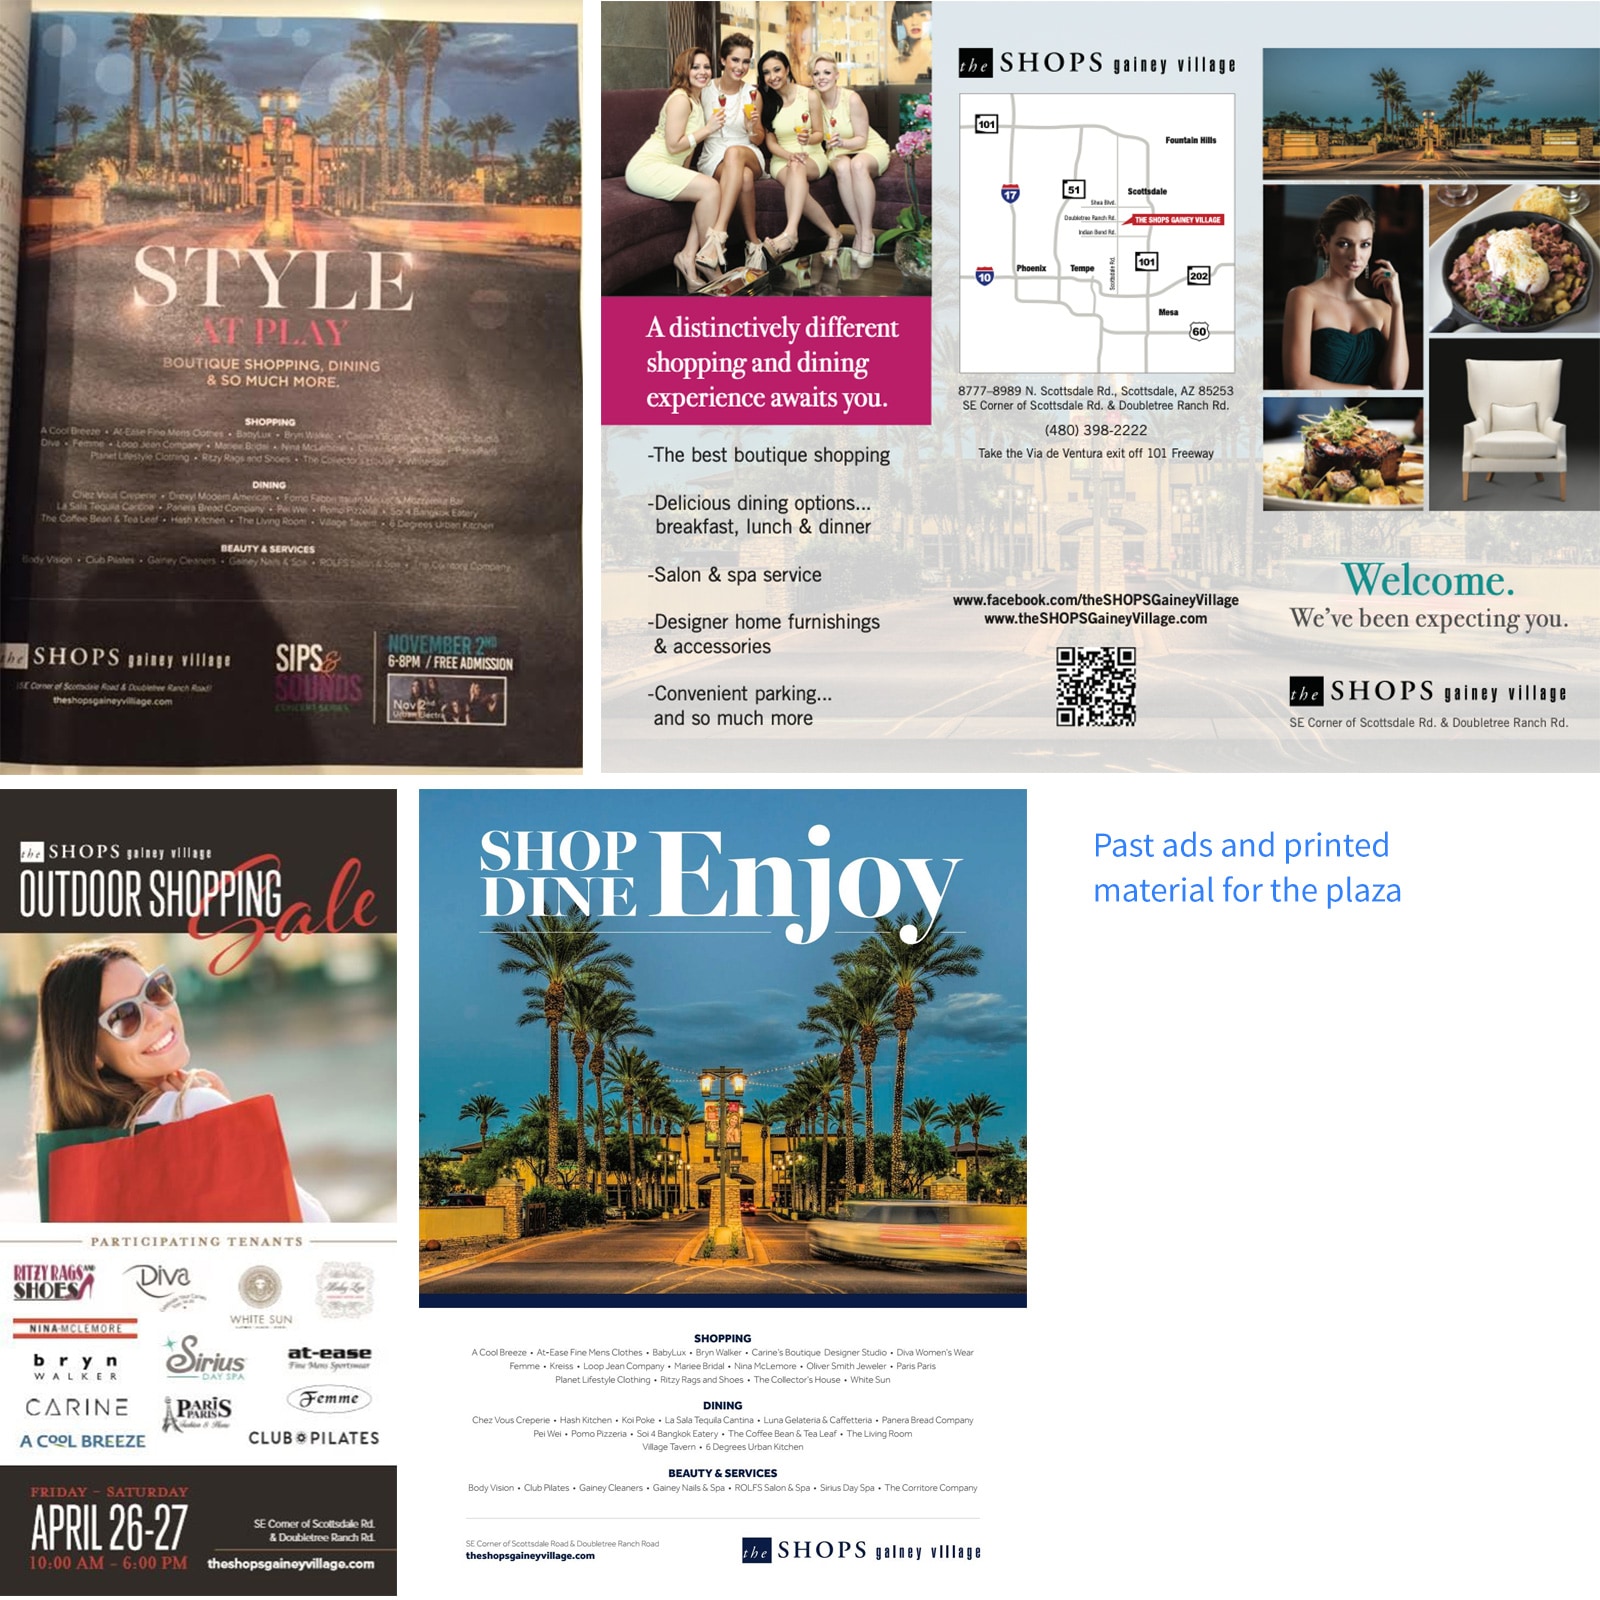 STYLE
AT PLAY
BOUTIQUE SHOPPING, DINING
& SO MUCH MORE.
SHOPPING
A Cool Breeze • At-Ease Fine Mens Clothes • BabyLux • Bryn Walker •
Diva • Femme • Loop Jean Company • Mariee Bridal • Nina McLemore •
Planet Lifestyle Clothing • Ritzy Rags and Shoes • The Collector's House •
DINING
Chez Vous Creperie • Drexyl Modern American • Forno Fabbri Italian Market & Mozzarella Bar
La Sala Tequila Cantina • Panera Bread Company • Pei Wei • Pomo Pizzeria • Soi 4 Bangkok Eatery
The Coffee Bean & Tea Leaf • Hash Kitchen • The Living Room • Village Tavern • 6 Degrees Urban Kitchen
BEAUTY & SERVICES
Body Vision • Club Pilates • Gainey Cleaners • Gainey Nails & Spa • ROLFS Salon & Spa • The Corritore Company
the SHOPS gainey village
SE Corner of Scottsdale Road & Doubletree Ranch Road
theshopsgaineyvillage.com
SIPS &
SOUNDS
CONCERT SERIES
NOVEMBER 2ND
6-8PM / FREE ADMISSION
Nov 2nd
Urban Electra
A distinctively different
shopping and dining
experience awaits you.
-The best boutique shopping
-Delicious dining options...
breakfast, lunch & dinner
-Salon & spa service
-Designer home furnishings
& accessories
-Convenient parking...
and so much more
the SHOPS gainey village
101
Fountain Hills
17
51
Scottsdale
Shea Blvd.
Doubletree Ranch Rd.
THE SHOPS GAINEY VILLAGE
Indian Bend Rd.
Scottsdale Rd.
10
Phoenix
Tempe
101
202
Mesa
60
8777–8989 N. Scottsdale Rd., Scottsdale, AZ 85253
SE Corner of Scottsdale Rd. & Doubletree Ranch Rd.
(480) 398-2222
Take the Via de Ventura exit off 101 Freeway
www.facebook.com/theSHOPSGaineyVillage
www.theSHOPSGaineyVillage.com
Welcome.
We've been expecting you.
the SHOPS gainey village
SE Corner of Scottsdale Rd. & Doubletree Ranch Rd.
the SHOPS gainey village
OUTDOOR SHOPPING
Sale
PARTICIPATING TENANTS
RITZY RAGS AND
SHOES
Diva
WHITE SUN
NINA MCLEMORE
bryn
WALKER
Sirius
DAY SPA
at-ease
Fine Mens Sportswear
CARINE
PARIS
PARIS
Fashion & Home
Femme
A COOL BREEZE
CLUB PILATES
FRIDAY – SATURDAY
APRIL 26-27
10:00 AM – 6:00 PM
SE Corner of Scottsdale Rd.
& Doubletree Ranch Rd.
theshopsgaineyvillage.com
SHOP
DINE
Enjoy
SHOPPING
A Cool Breeze • At-Ease Fine Mens Clothes • BabyLux • Bryn Walker • Carine's Boutique Designer Studio • Diva Women's Wear
Femme • Kreiss • Loop Jean Company • Mariee Bridal • Nina McLemore • Oliver Smith Jeweler • Paris Paris
Planet Lifestyle Clothing • Ritzy Rags and Shoes • The Collector's House • White Sun
DINING
Chez Vous Creperie • Hash Kitchen • Koi Poke • La Sala Tequila Cantina • Luna Gelateria & Caffetteria • Panera Bread Company
Pei Wei • Pomo Pizzeria • Soi 4 Bangkok Eatery • The Coffee Bean & Tea Leaf • The Living Room
Village Tavern • 6 Degrees Urban Kitchen
BEAUTY & SERVICES
Body Vision • Club Pilates • Gainey Cleaners • Gainey Nails & Spa • ROLFS Salon & Spa • Sirius Day Spa • The Corritore Company
SE Corner of Scottsdale Road & Doubletree Ranch Road
theshopsgaineyvillage.com
the SHOPS gainey village
Past ads and printed
material for the plaza